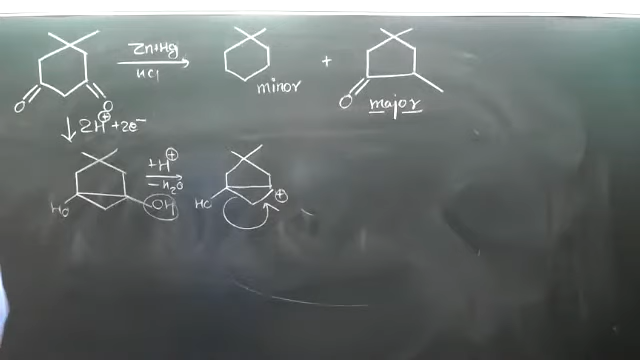 Zn+Hg
HCl
minor
+
O
major
O
O
2H⊕+2e⁻
+H⊕
-H2O
HO
OH
HO
⊕